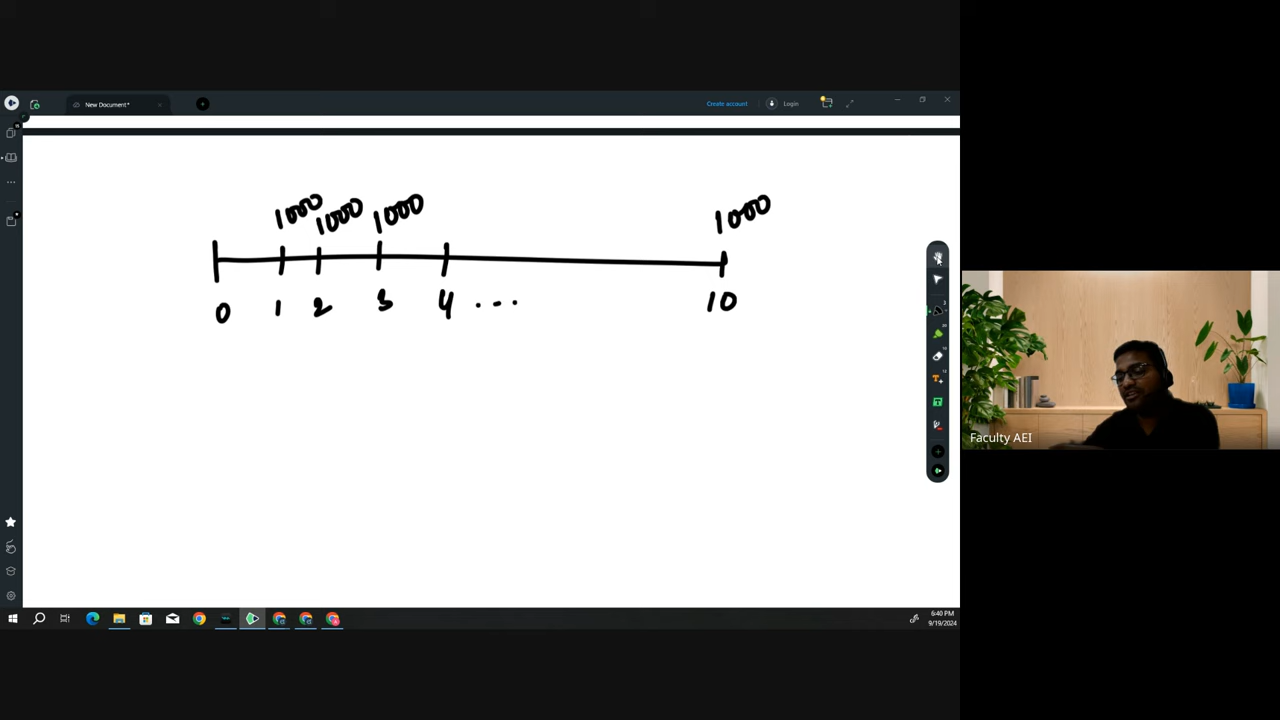 New Document*
Create account
Login
1000 1000 1000 1000
0 1 2 3 4 ... 10
Faculty AEI
6:40 PM
9/19/2024